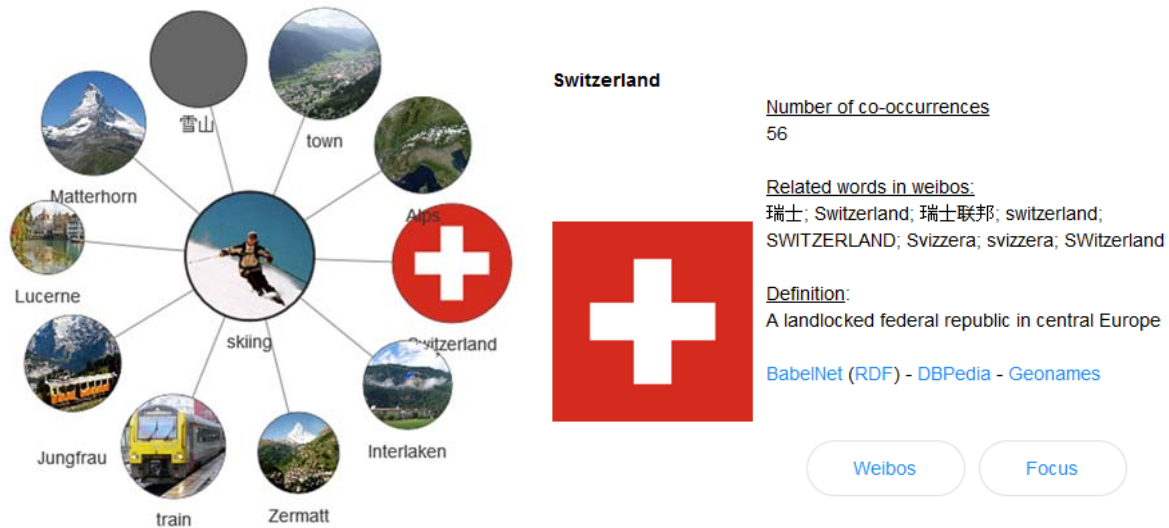 雪山
town
Matterhorn
Alps
Lucerne
skiing
Switzerland
Jungfrau
Interlaken
train
Zermatt
Switzerland
Number of co-occurrences
56
Related words in weibos:
瑞士; Switzerland; 瑞士联邦; switzerland;
SWITZERLAND; Svizzera; svizzera; SWitzerland
Definition:
A landlocked federal republic in central Europe
BabelNet (RDF) - DBPedia - Geonames
Weibos
Focus